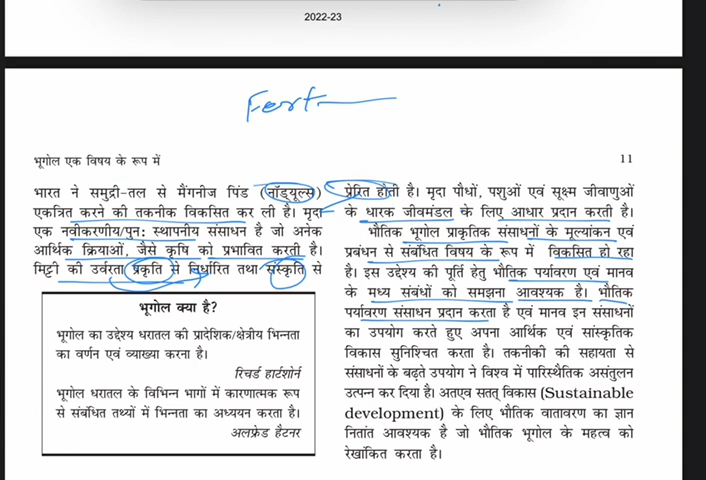 2022-23
Fert
भूगोल एक विषय के रूप में
11
भारत ने समुद्री-तल से मैंगनीज पिंड (नॉड्यूल्स)
एकत्रित करने की तकनीक विकसित कर ली है। मृदा
एक नवीकरणीय/पुन: स्थापनीय संसाधन है जो अनेक
आर्थिक क्रियाओं, जैसे कृषि को प्रभावित करती है।
मिट्टी की उर्वरता प्रकृति से निर्धारित तथा संस्कृति से
भूगोल क्या है?
भूगोल का उद्देश्य धरातल की प्रादेशिक/क्षेत्रीय भिन्नता
का वर्णन एवं व्याख्या करना है।
रिचर्ड हार्टशोर्न
भूगोल धरातल के विभिन्न भागों में कारणात्मक रूप
से संबंधित तथ्यों में भिन्नता का अध्ययन करता है।
अलफ्रेड हैटनर
प्रेरित होती है। मृदा पौधों, पशुओं एवं सूक्ष्म जीवाणुओं
के धारक जीवमंडल के लिए आधार प्रदान करती है।
भौतिक भूगोल प्राकृतिक संसाधनों के मूल्यांकन एवं
प्रबंधन से संबंधित विषय के रूप में विकसित हो रहा
है। इस उद्देश्य की पूर्ति हेतु भौतिक पर्यावरण एवं मानव
के मध्य संबंधों को समझना आवश्यक है। भौतिक
पर्यावरण संसाधन प्रदान करता है एवं मानव इन संसाधनों
का उपयोग करते हुए अपना आर्थिक एवं सांस्कृतिक
विकास सुनिश्चित करता है। तकनीकी की सहायता से
संसाधनों के बढ़ते उपयोग ने विश्व में पारिस्थैतिक असंतुलन
उत्पन्न कर दिया है। अतएव सतत् विकास (Sustainable
development) के लिए भौतिक वातावरण का ज्ञान
नितांत आवश्यक है जो भौतिक भूगोल के महत्व को
रेखांकित करता है।